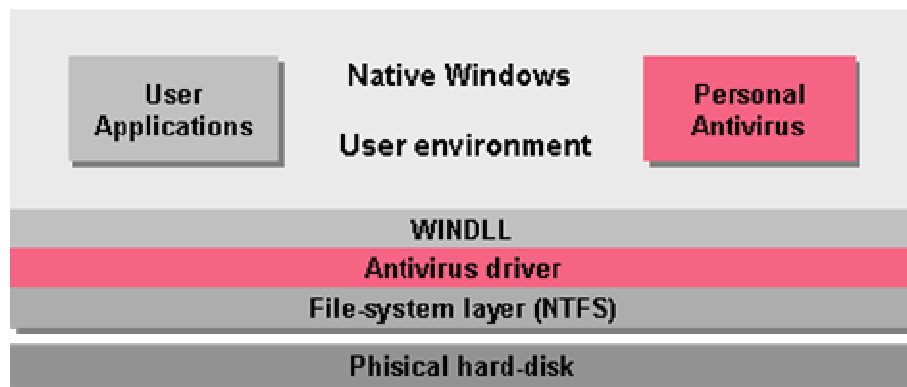 User
Applications
Native Windows
User environment
Personal
Antivirus
WINDLL
Antivirus driver
File-system layer (NTFS)
Phisical hard-disk